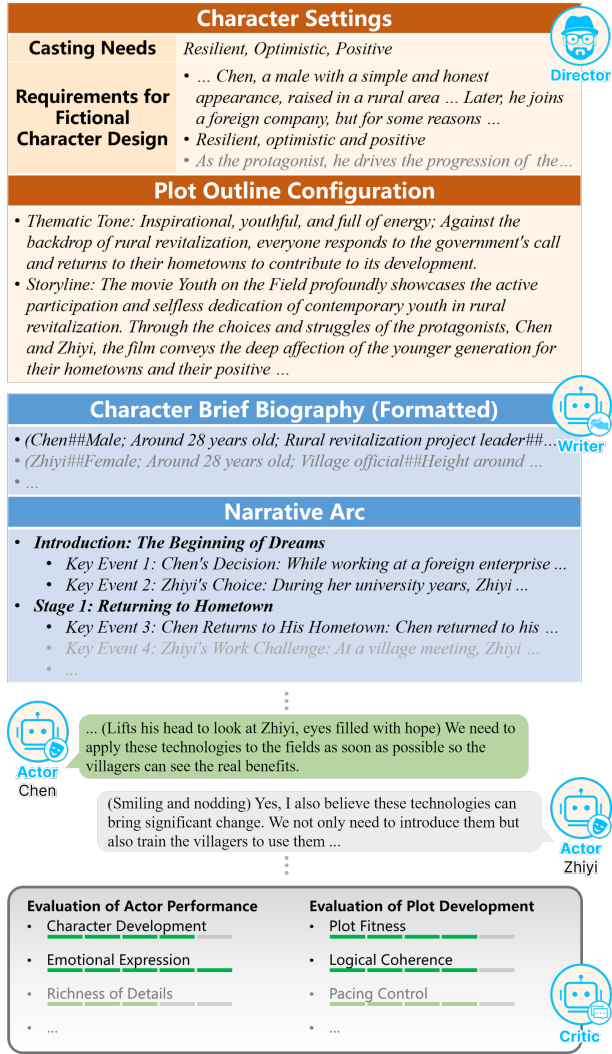 Character Settings
Director
Casting Needs
Resilient, Optimistic, Positive
Requirements for
Fictional
Character Design
• … Chen, a male with a simple and honest
appearance, raised in a rural area … Later, he joins
a foreign company, but for some reasons …
• Resilient, optimistic and positive
• As the protagonist, he drives the progression of the…
Plot Outline Configuration
• Thematic Tone: Inspirational, youthful, and full of energy; Against the
backdrop of rural revitalization, everyone responds to the government's call
and returns to their hometowns to contribute to its development.
• Storyline: The movie Youth on the Field profoundly showcases the active
participation and selfless dedication of contemporary youth in rural
revitalization. Through the choices and struggles of the protagonists, Chen
and Zhiyi, the film conveys the deep affection of the younger generation for
their hometowns and their positive …
Character Brief Biography (Formatted)
Writer
• (Chen##Male; Around 28 years old; Rural revitalization project leader##…
• (Zhiyi##Female; Around 28 years old; Village official##Height around …
• …
Narrative Arc
• Introduction: The Beginning of Dreams
• Key Event 1: Chen's Decision: While working at a foreign enterprise …
• Key Event 2: Zhiyi's Choice: During her university years, Zhiyi …
• Stage 1: Returning to Hometown
• Key Event 3: Chen Returns to His Hometown: Chen returned to his …
• Key Event 4: Zhiyi's Work Challenge: At a village meeting, Zhiyi …
• …
Actor
Chen
... (Lifts his head to look at Zhiyi, eyes filled with hope) We need to
apply these technologies to the fields as soon as possible so the
villagers can see the real benefits.
(Smiling and nodding) Yes, I also believe these technologies can
bring significant change. We not only need to introduce them but
also train the villagers to use them ...
Actor
Zhiyi
Evaluation of Actor Performance
• Character Development
• Emotional Expression
• Richness of Details
• ...
Evaluation of Plot Development
• Plot Fitness
• Logical Coherence
• Pacing Control
• ...
Critic